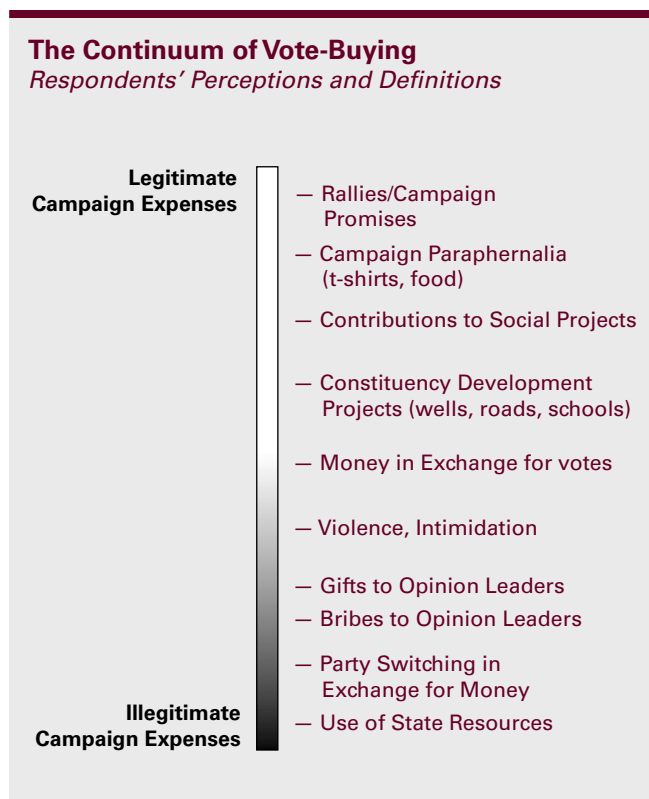 The Continuum of Vote-Buying
Respondents' Perceptions and Definitions
Legitimate
Campaign Expenses
— Rallies/Campaign
Promises
— Campaign Paraphernalia
(t-shirts, food)
— Contributions to Social Projects
— Constituency Development
Projects (wells, roads, schools)
— Money in Exchange for votes
— Violence, Intimidation
— Gifts to Opinion Leaders
— Bribes to Opinion Leaders
— Party Switching in
Exchange for Money
— Use of State Resources
Illegitimate
Campaign Expenses